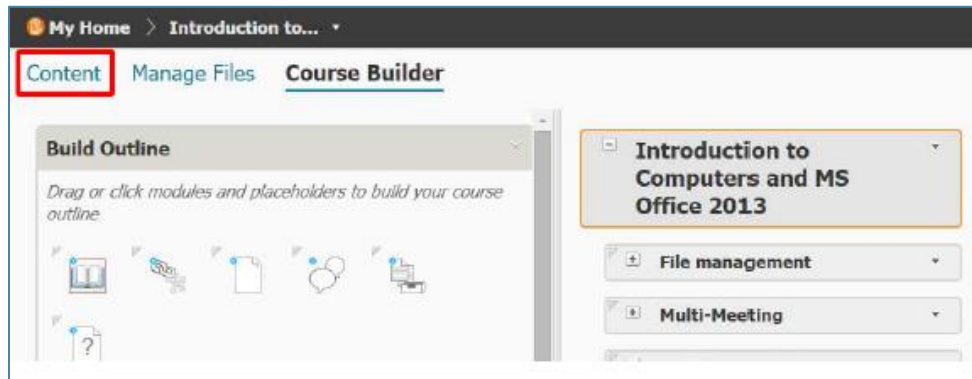 My Home > Introduction to...
Content Manage Files Course Builder
Build Outline
Drag or click modules and placeholders to build your course
outline
?
Introduction to
Computers and MS
Office 2013
File management
Multi-Meeting